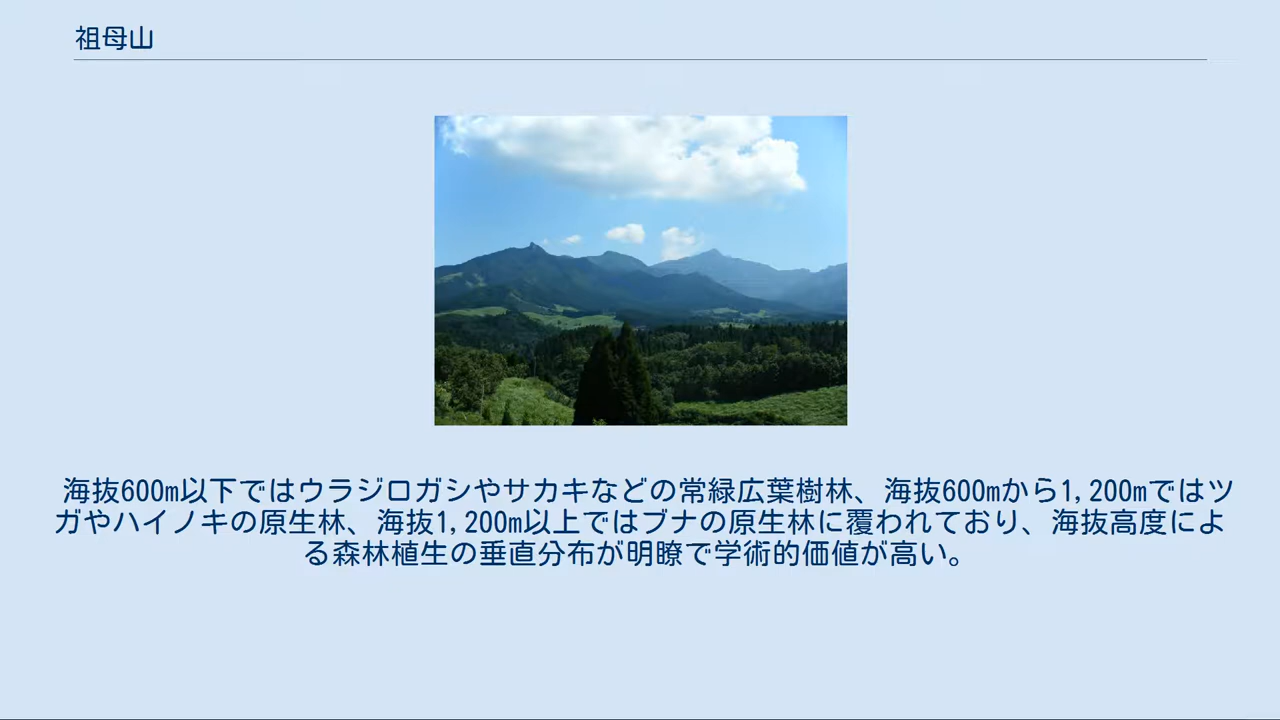 祖母山
海抜600m以下ではウラジロガシやサカキなどの常緑広葉樹林、海抜600mから1,200mではツ
ガやハイノキの原生林、海抜1,200m以上ではブナの原生林に覆われており、海抜高度によ
る森林植生の垂直分布が明瞭で学術的価値が高い。